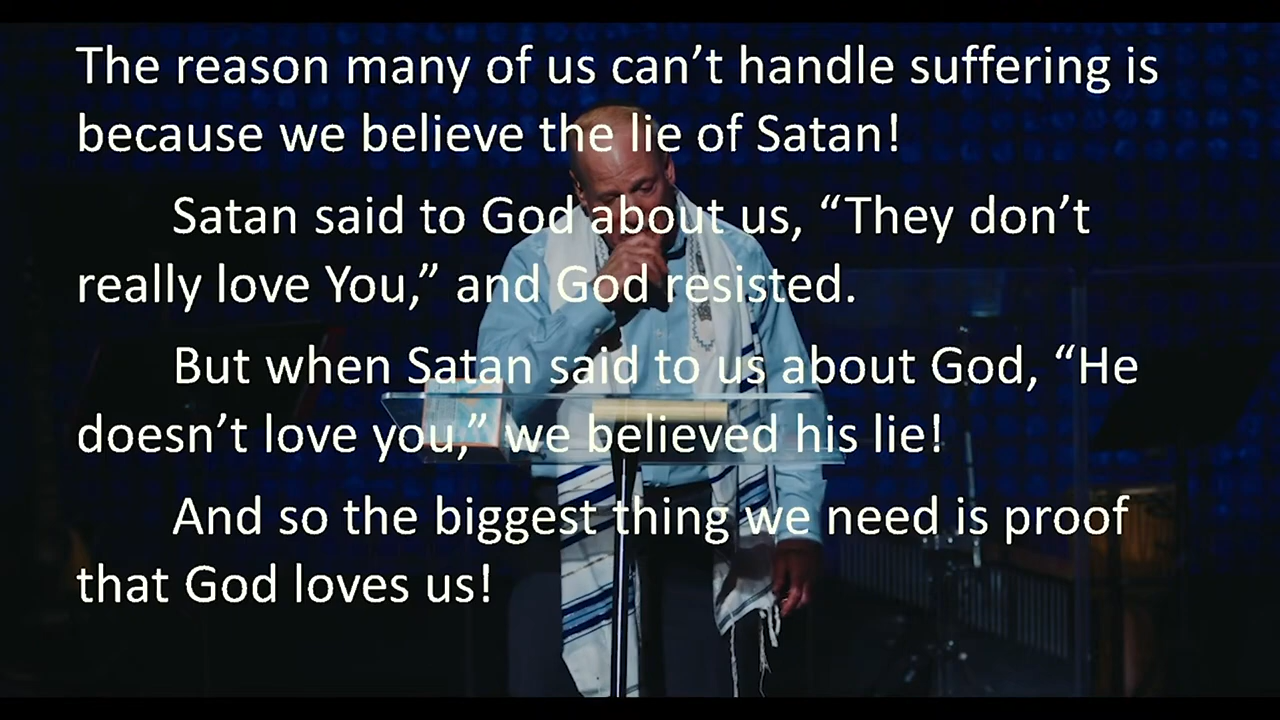 The reason many of us can’t handle suffering is
because we believe the lie of Satan!
Satan said to God about us, “They don’t
really love You,” and God resisted.
But when Satan said to us about God, “He
doesn’t love you,” we believed his lie!
And so the biggest thing we need is proof
that God loves us!